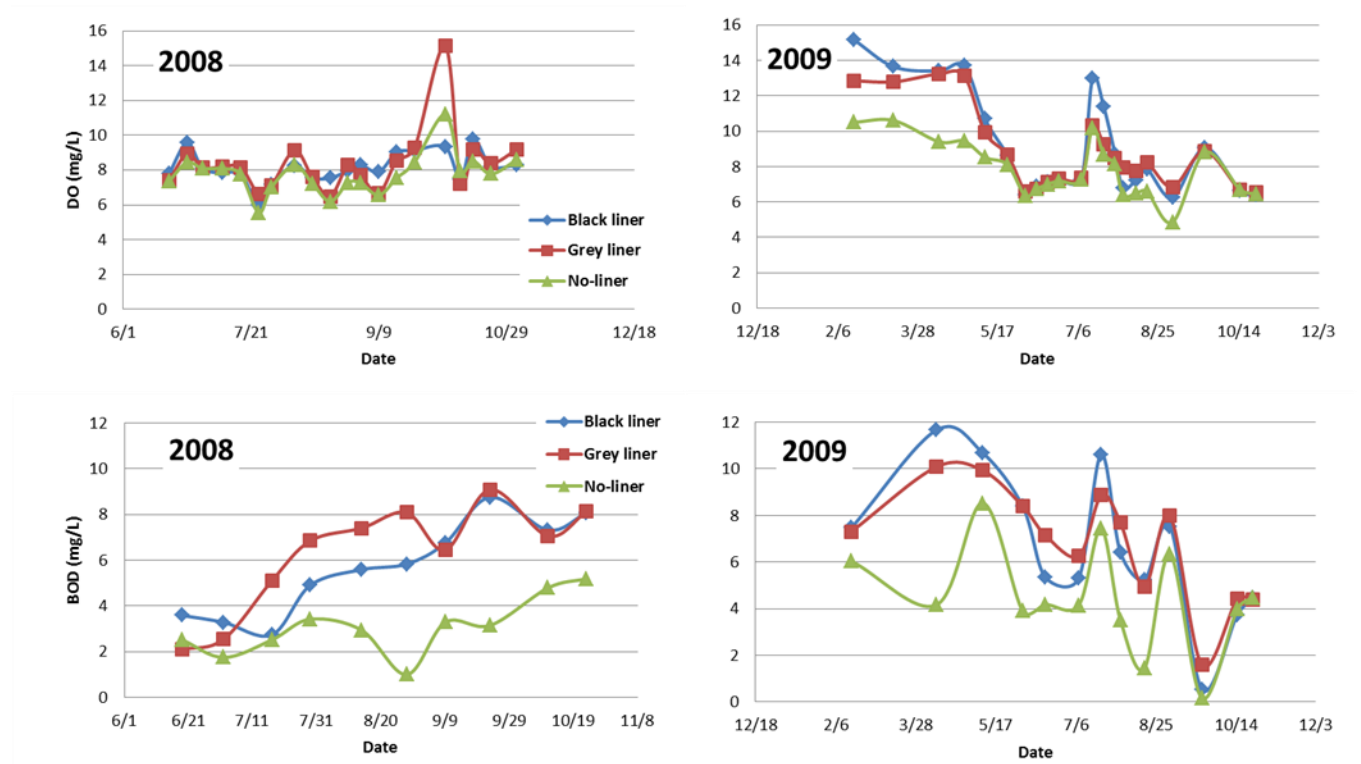 2008
DO (mg/L)
16
14
12
10
8
6
4
2
0
Black liner
Grey liner
No-liner
6/1 7/21 9/9 10/29 12/18
Date
2009
16
14
12
10
8
6
4
2
0
12/18 2/6 3/28 5/17 7/6 8/25 10/14 12/3
Date
2008
BOD (mg/L)
12
10
8
6
4
2
0
Black liner
Grey liner
No-liner
6/1 6/21 7/11 7/31 8/20 9/9 9/29 10/19 11/8
Date
2009
12
10
8
6
4
2
0
12/18 2/6 3/28 5/17 7/6 8/25 10/14 12/3
Date